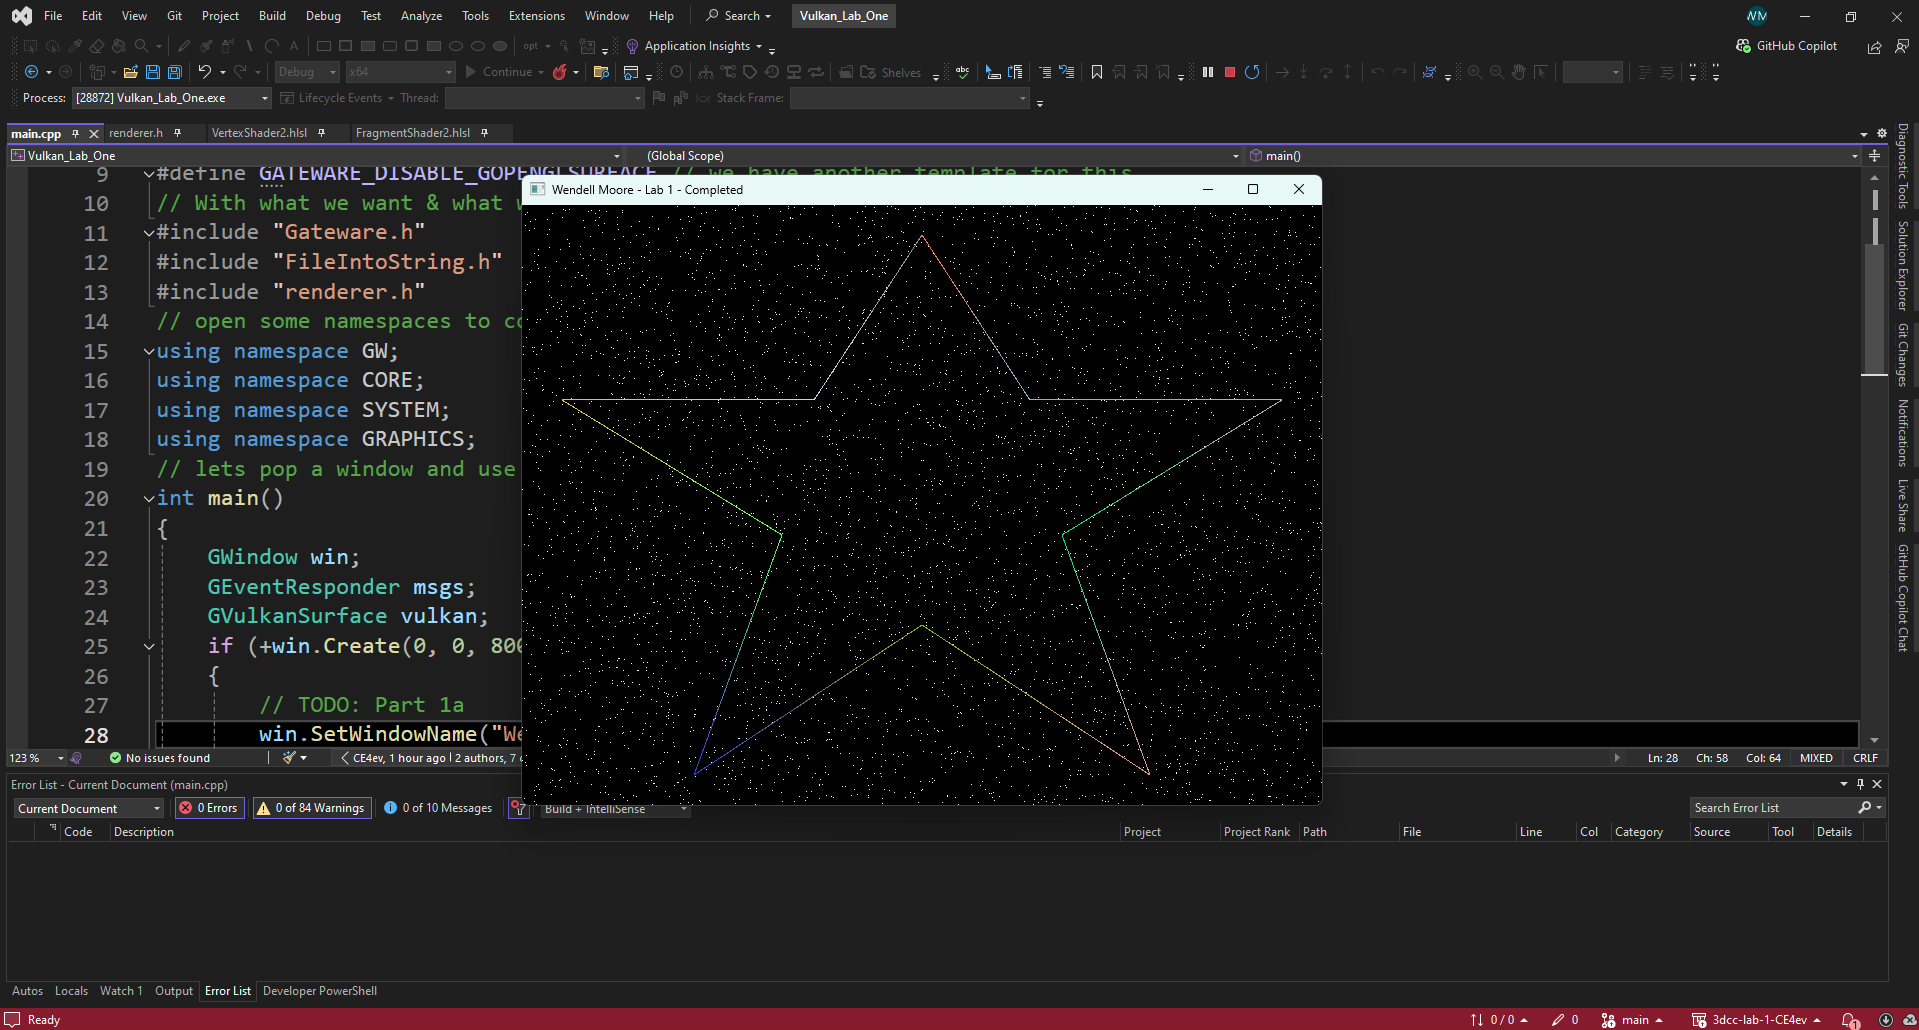 File Edit View Git Project Build Debug Test Analyze Tools Extensions Window Help Search Vulkan_Lab_One WM
opt Application Insights GitHub Copilot
Debug x64 Continue Shelves abc
Process: [28872] Vulkan_Lab_One.exe Lifecycle Events Thread: Stack Frame:
main.cpp renderer.h VertexShader2.hlsl FragmentShader2.hlsl
Vulkan_Lab_One (Global Scope) main()
9 #define GATEWARE_DISABLE_GOPENGLSURFACE // we have another template for this
Wendell Moore - Lab 1 - Completed
10 // With what we want & what
11 #include "Gateware.h"
12 #include "FileIntoString.h"
13 #include "renderer.h"
14 // open some namespaces to
15 using namespace GW;
16 using namespace CORE;
17 using namespace SYSTEM;
18 using namespace GRAPHICS;
19 // lets pop a window and use
20 int main()
21 {
22 GWindow win;
23 GEventResponder msgs;
24 GVulkanSurface vulkan;
25 if (+win.Create(0, 0, 800
26 {
27 // TODO: Part 1a
28 win.SetWindowName("We
123 % No issues found CE4ev, 1 hour ago | 2 authors, 7 Ln: 28 Ch: 58 Col: 64 MIXED CRLF
Error List - Current Document (main.cpp)
Current Document 0 Errors 0 of 84 Warnings 0 of 10 Messages Build + IntelliSense Search Error List
Code Description Project Project Rank Path File Line Col Category Source Tool Details
Autos Locals Watch 1 Output Error List Developer PowerShell
Ready 0 / 0 0 main 3dcc-lab-1-CE4ev 1
Diagnostic Tools
Solution Explorer
Git Changes
Notifications
Live Share
GitHub Copilot Chat